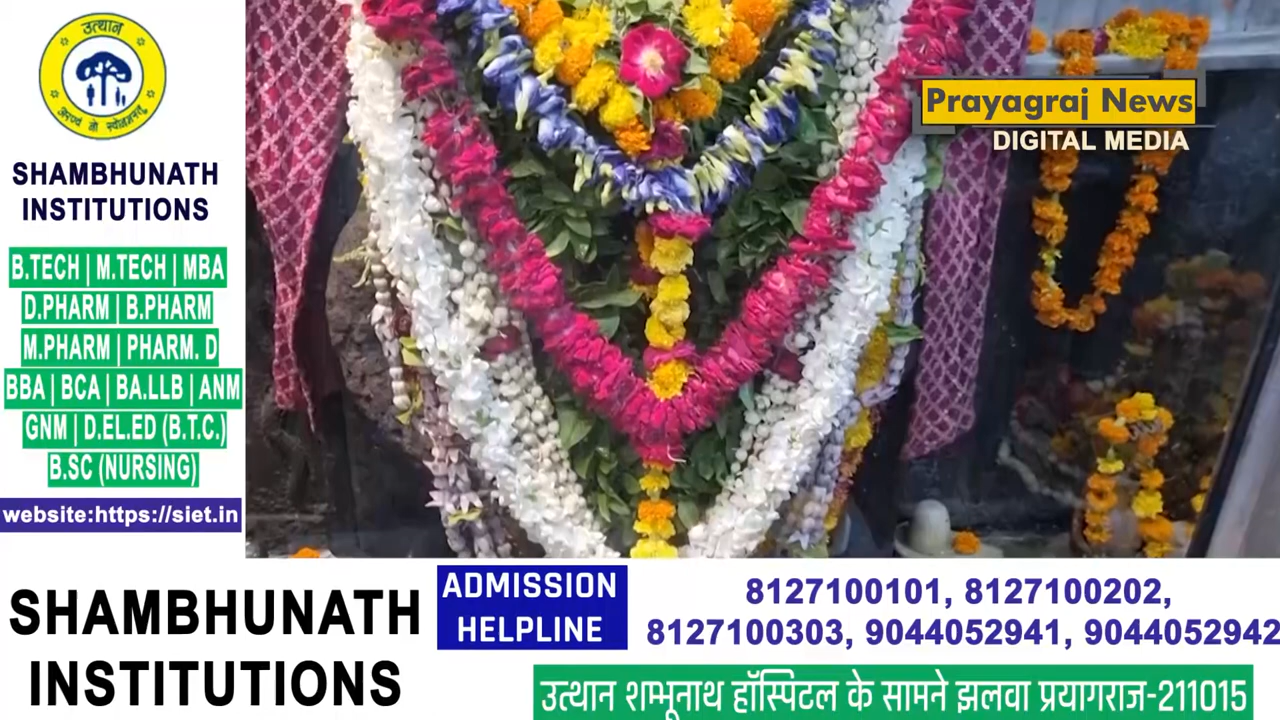 उत्थान
SHAMBHUNATH
INSTITUTIONS
B.TECH | M.TECH | MBA
D.PHARM | B.PHARM
M.PHARM | PHARM. D
BBA | BCA | BA.LLB | ANM
GNM | D.EL.ED (B.T.C.)
B.SC (NURSING)
website:https://siet.in
Prayagraj News
DIGITAL MEDIA
SHAMBHUNATH
INSTITUTIONS
ADMISSION
HELPLINE
8127100101, 8127100202,
8127100303, 9044052941, 9044052942
उत्थान शम्भूनाथ हॉस्पिटल के सामने झलवा प्रयागराज-211015